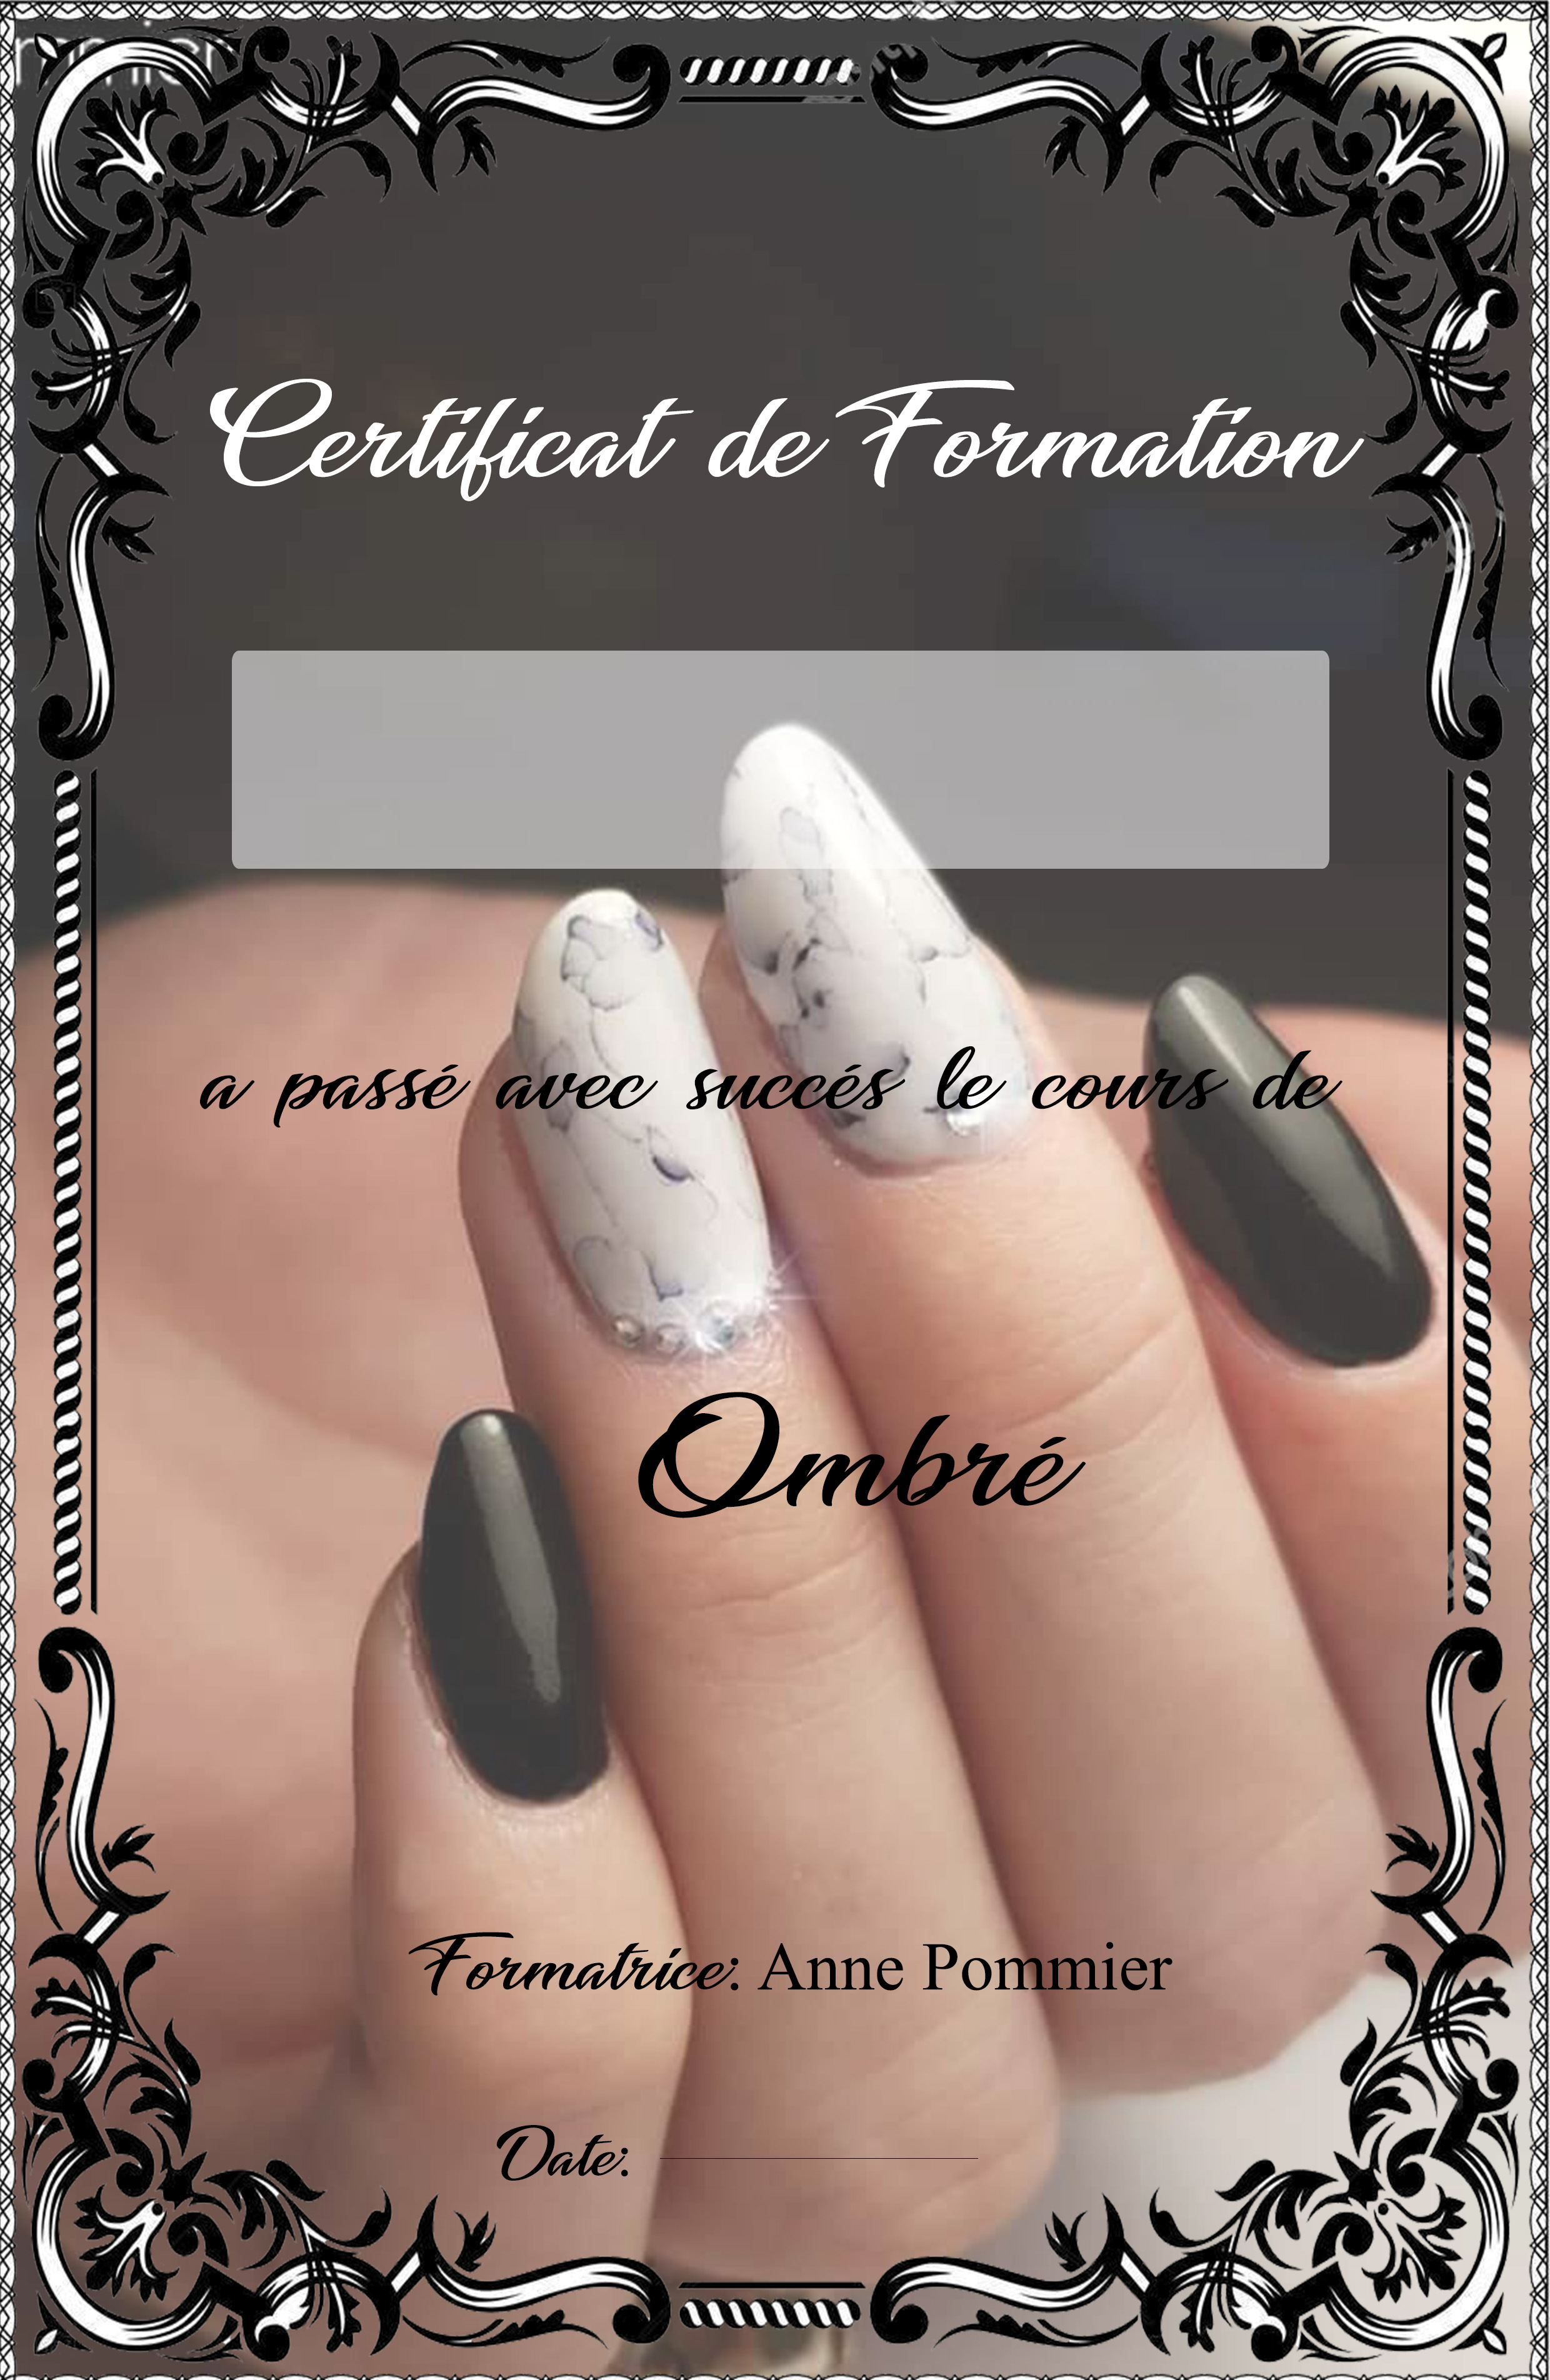 Certificat de Formation
a passé avec succés le cours de
Ombré
Formatrice: Anne Pommier
Date: